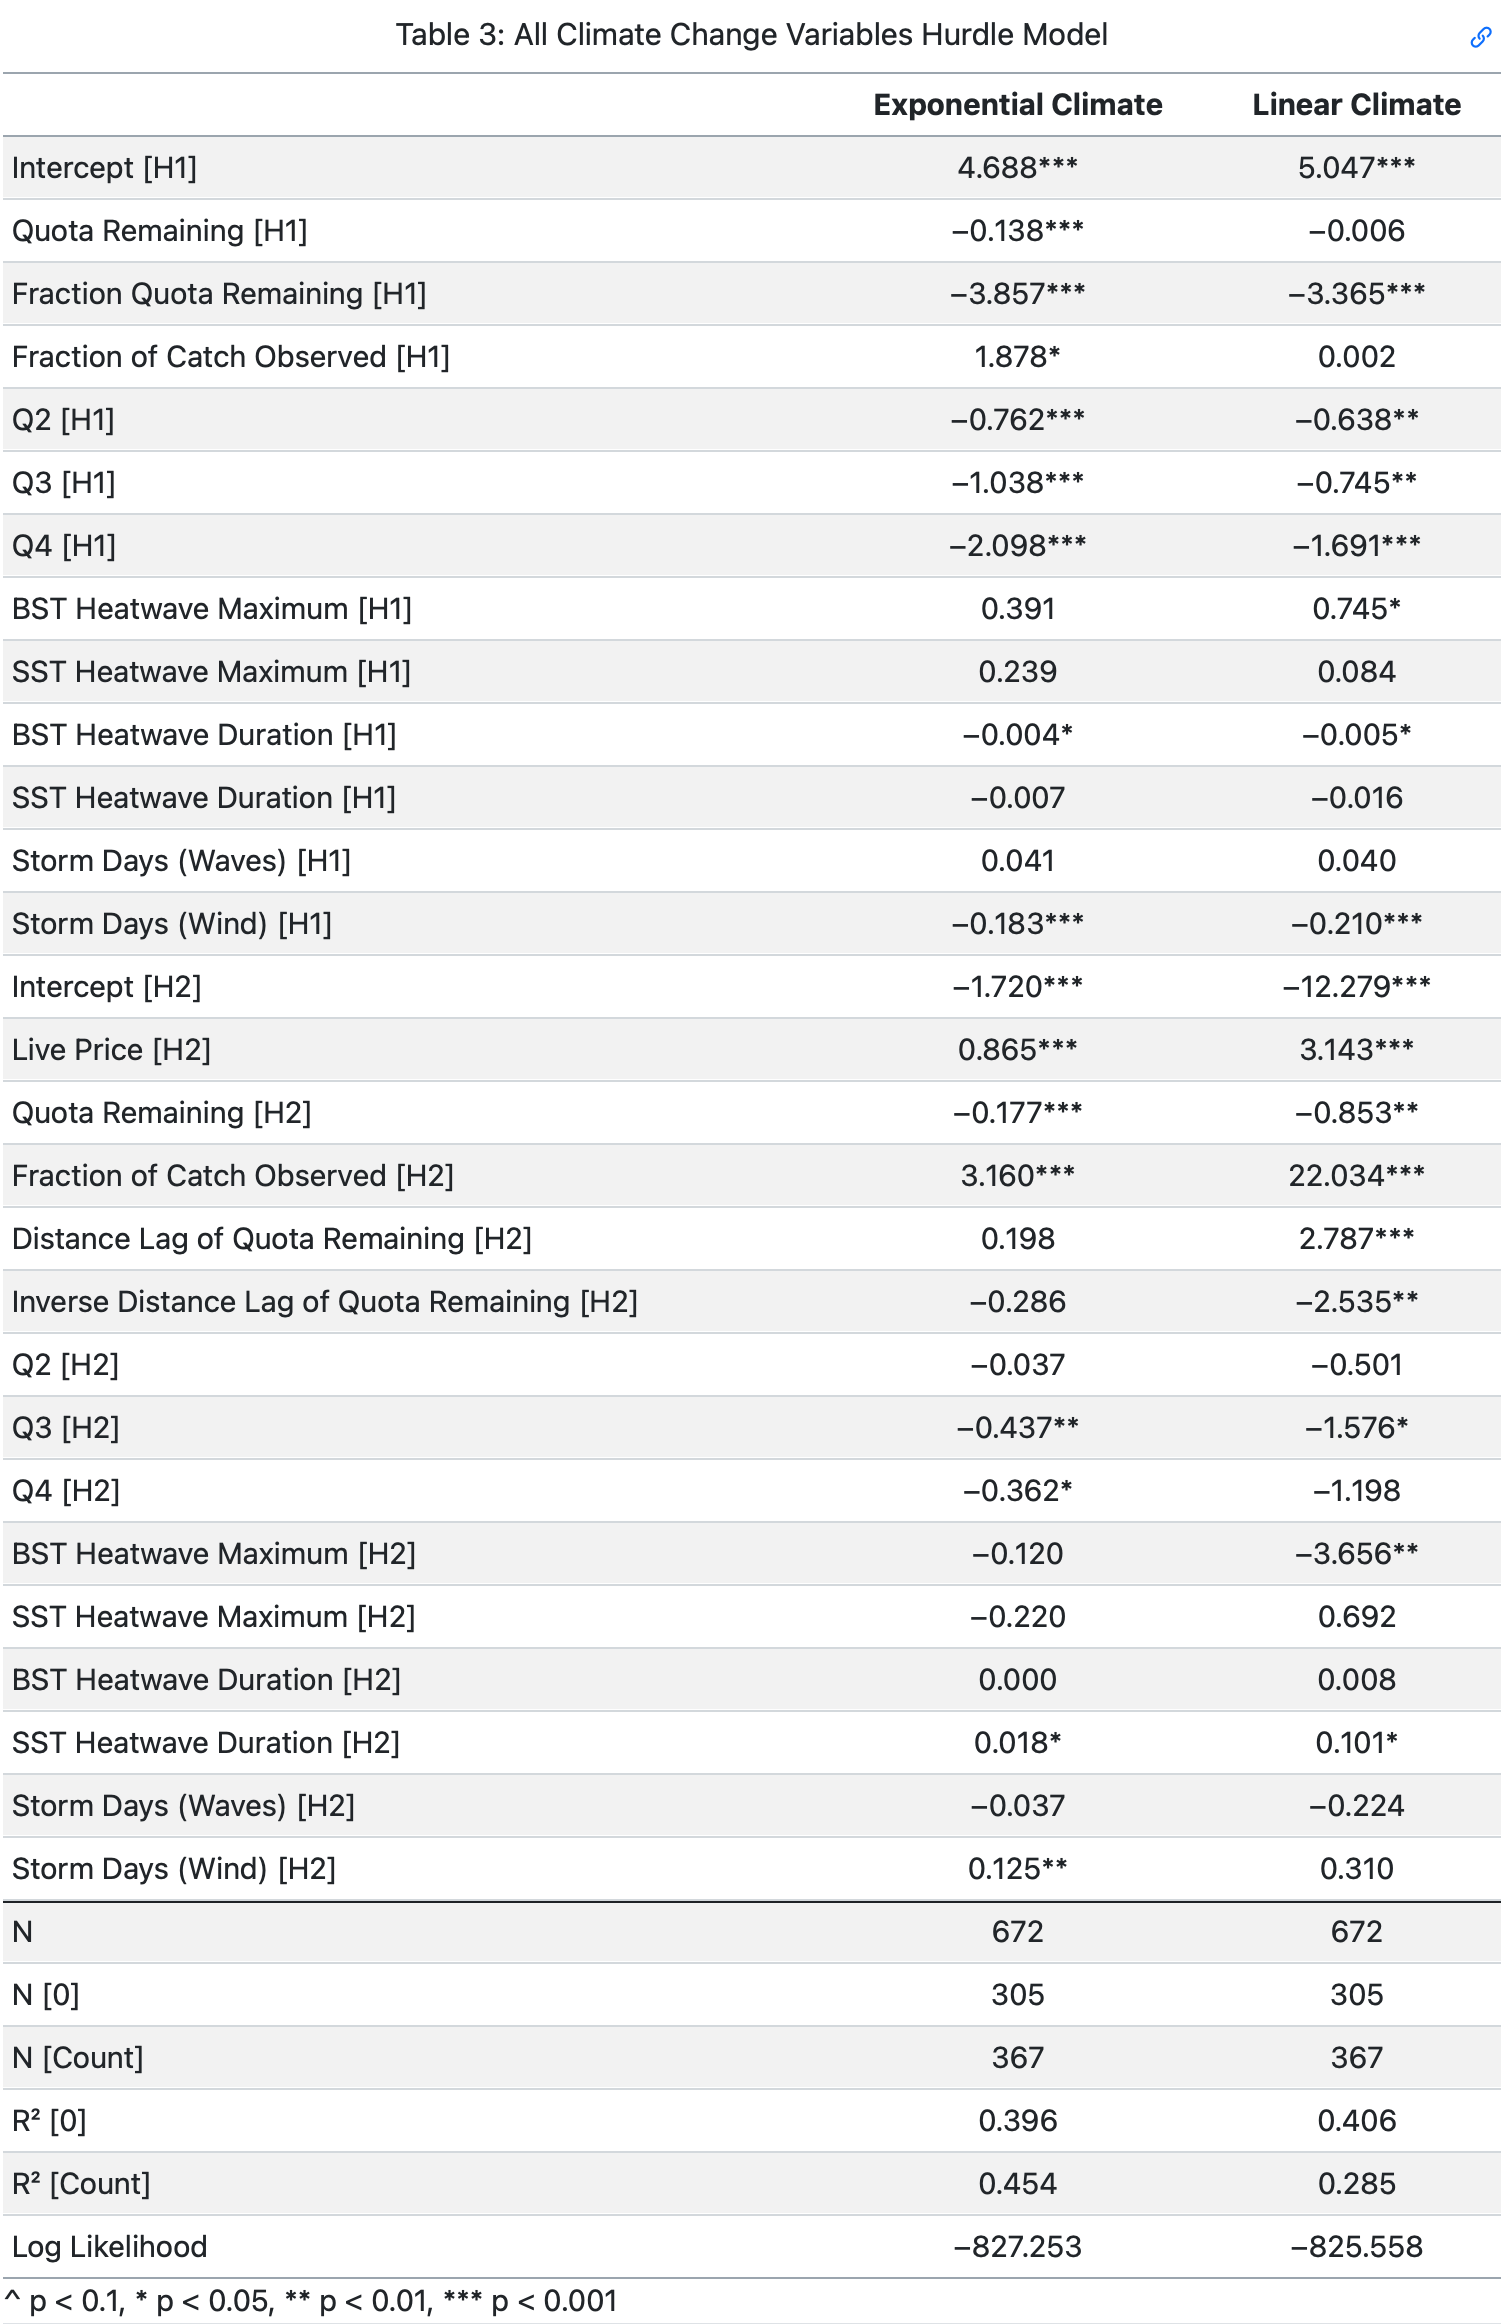 Table 3: All Climate Change Variables Hurdle Model
Exponential Climate Linear Climate
Intercept [H1] 4.688*** 5.047***
Quota Remaining [H1] −0.138*** −0.006
Fraction Quota Remaining [H1] −3.857*** −3.365***
Fraction of Catch Observed [H1] 1.878* 0.002
Q2 [H1] −0.762*** −0.638**
Q3 [H1] −1.038*** −0.745**
Q4 [H1] −2.098*** −1.691***
BST Heatwave Maximum [H1] 0.391 0.745*
SST Heatwave Maximum [H1] 0.239 0.084
BST Heatwave Duration [H1] −0.004* −0.005*
SST Heatwave Duration [H1] −0.007 −0.016
Storm Days (Waves) [H1] 0.041 0.040
Storm Days (Wind) [H1] −0.183*** −0.210***
Intercept [H2] −1.720*** −12.279***
Live Price [H2] 0.865*** 3.143***
Quota Remaining [H2] −0.177*** −0.853**
Fraction of Catch Observed [H2] 3.160*** 22.034***
Distance Lag of Quota Remaining [H2] 0.198 2.787***
Inverse Distance Lag of Quota Remaining [H2] −0.286 −2.535**
Q2 [H2] −0.037 −0.501
Q3 [H2] −0.437** −1.576*
Q4 [H2] −0.362* −1.198
BST Heatwave Maximum [H2] −0.120 −3.656**
SST Heatwave Maximum [H2] −0.220 0.692
BST Heatwave Duration [H2] 0.000 0.008
SST Heatwave Duration [H2] 0.018* 0.101*
Storm Days (Waves) [H2] −0.037 −0.224
Storm Days (Wind) [H2] 0.125** 0.310
N 672 672
N [0] 305 305
N [Count] 367 367
R² [0] 0.396 0.406
R² [Count] 0.454 0.285
Log Likelihood −827.253 −825.558
^ p < 0.1, * p < 0.05, ** p < 0.01, *** p < 0.001